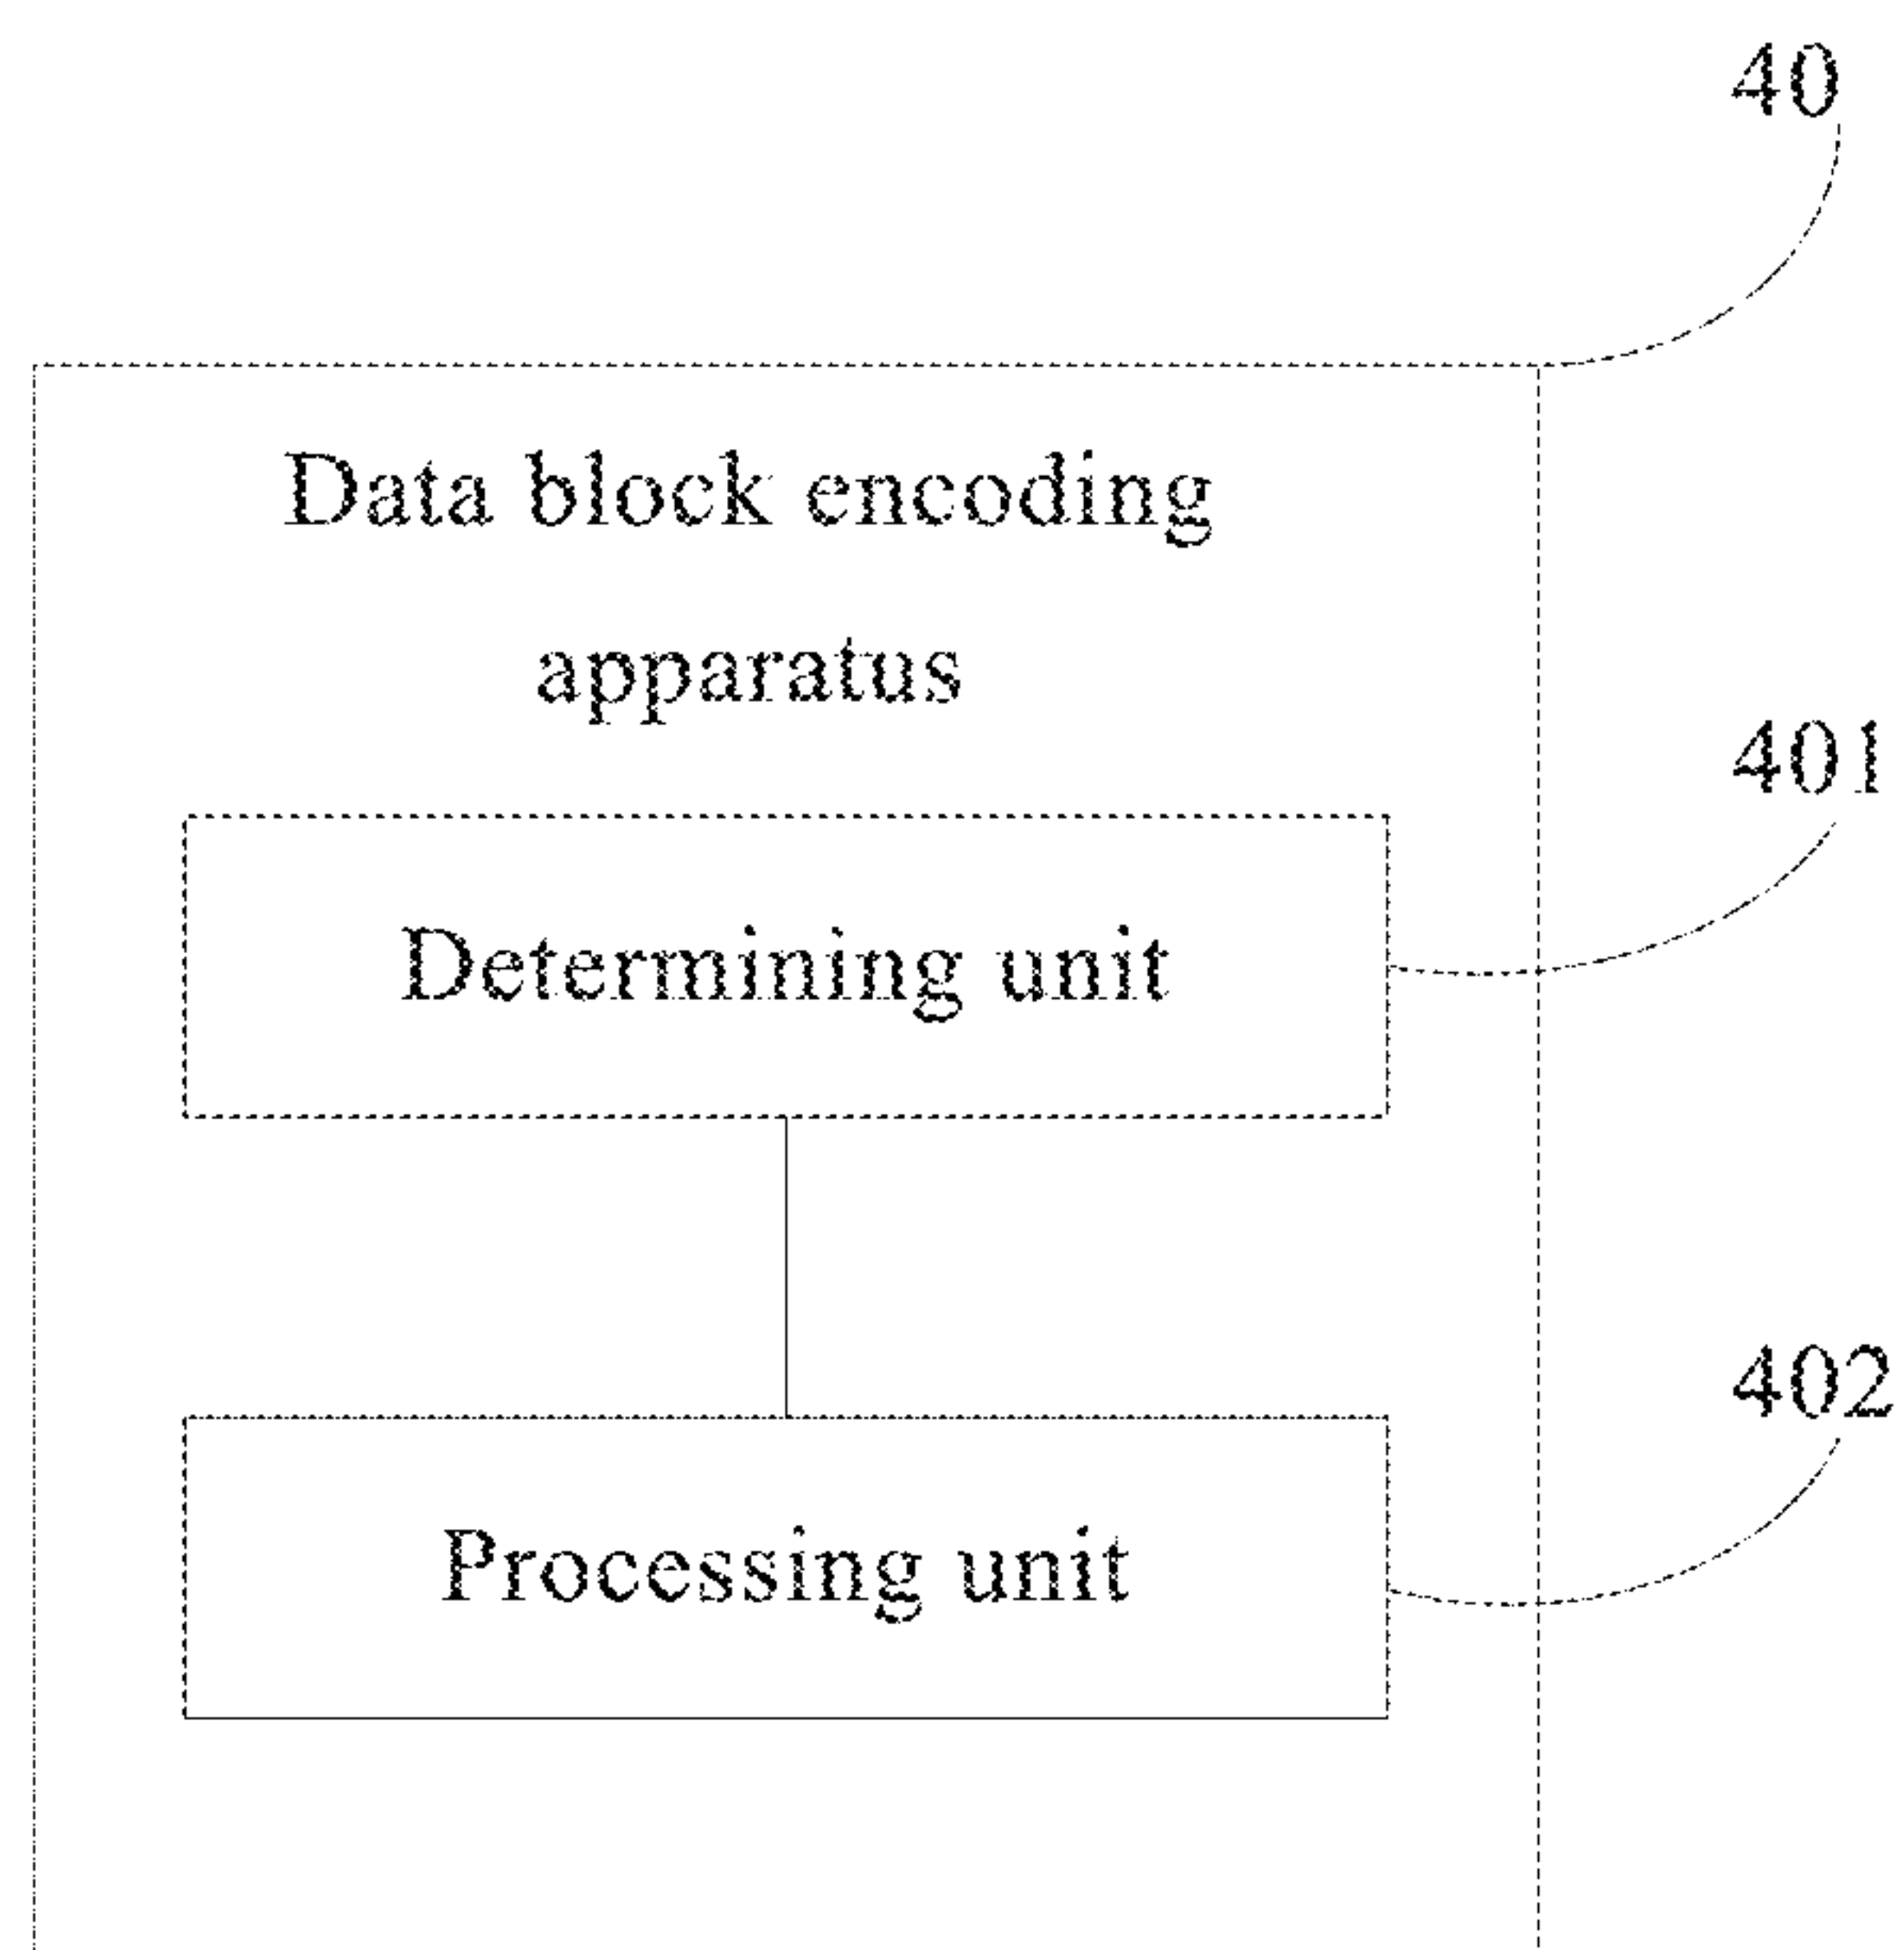 40
Data block encoding
apparatus
401
Determining unit
402
Processing unit